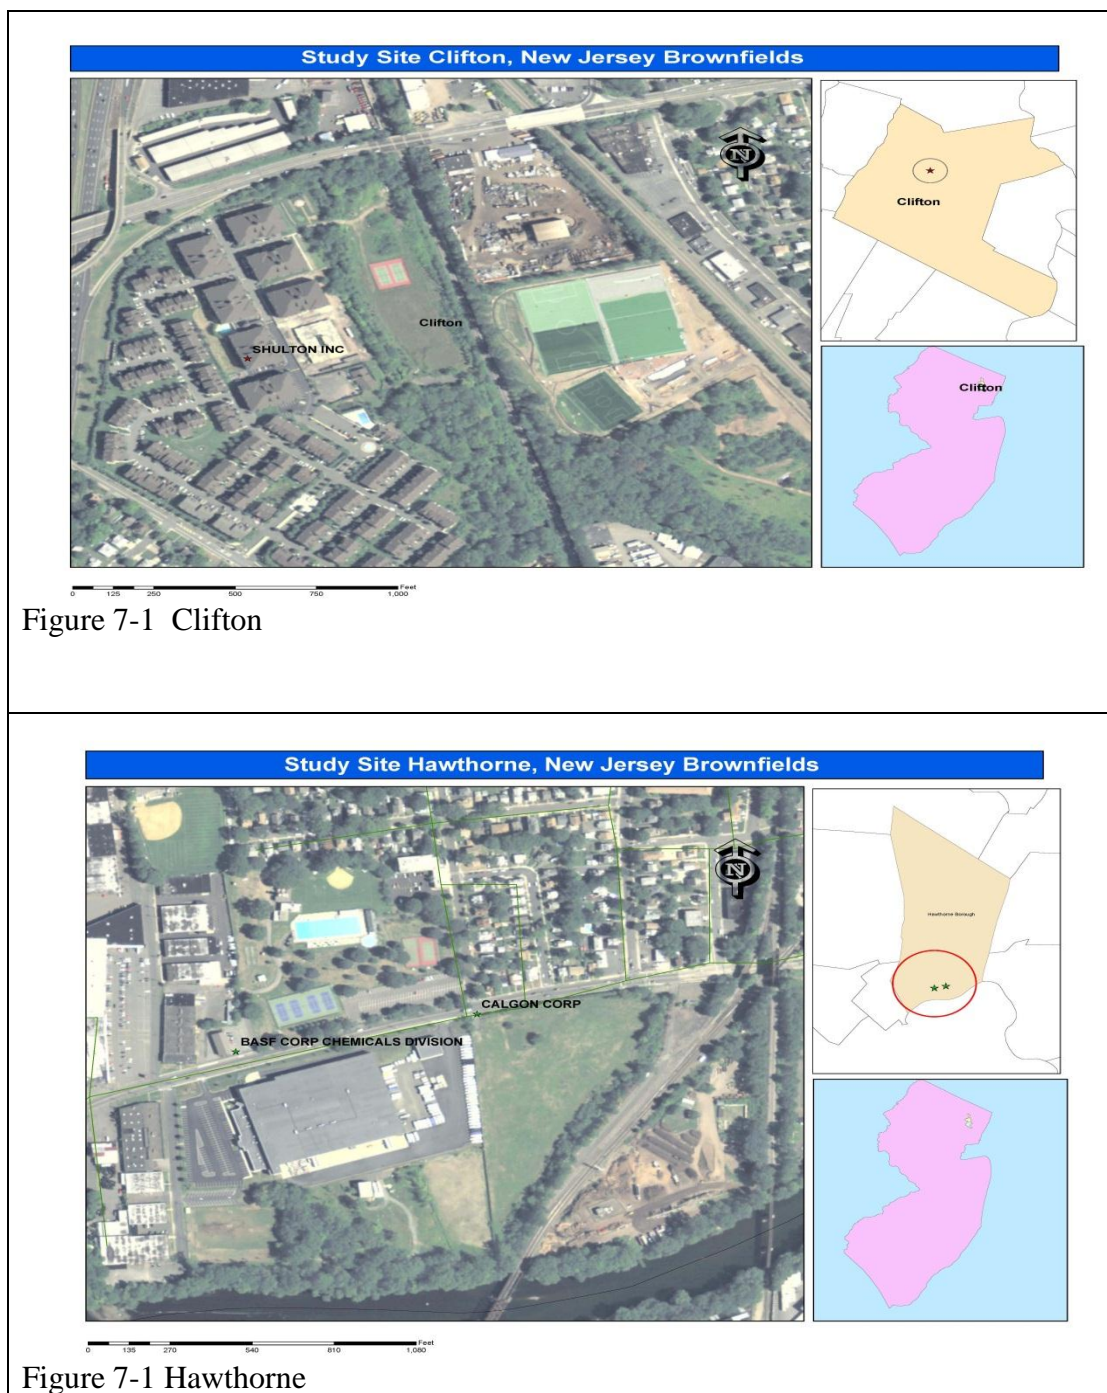 Study Site Clifton, New Jersey Brownfields
N
Clifton
SHULTON INC
Clifton
Clifton
Feet
0 125 250 500 750 1,000
Figure 7-1 Clifton
Study Site Hawthorne, New Jersey Brownfields
N
CALGON CORP
BASF CORP CHEMICALS DIVISION
Hawthorne Borough
Feet
0 135 270 540 810 1,080
Figure 7-1 Hawthorne